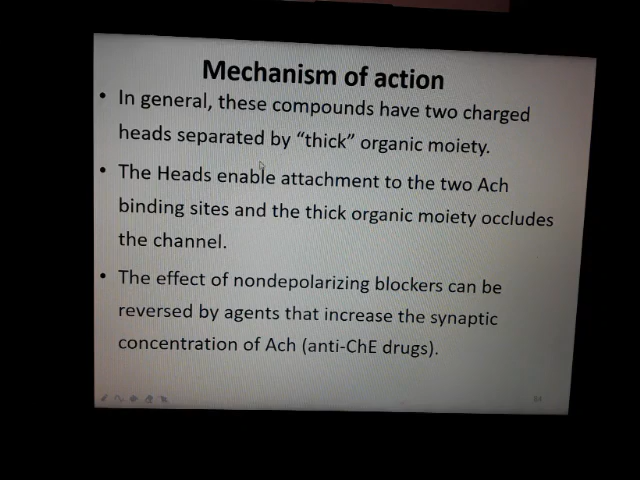 Mechanism of action
• In general, these compounds have two charged
heads separated by “thick” organic moiety.
• The Heads enable attachment to the two Ach
binding sites and the thick organic moiety occludes
the channel.
• The effect of nondepolarizing blockers can be
reversed by agents that increase the synaptic
concentration of Ach (anti-ChE drugs).